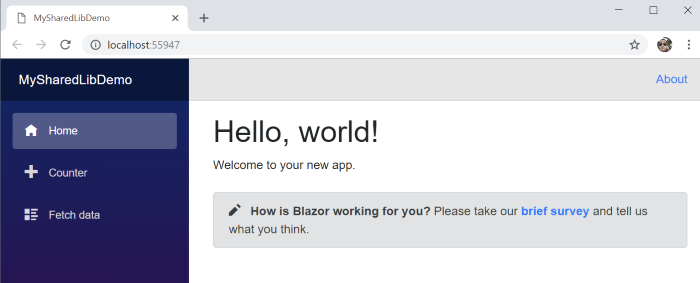 MySharedLibDemo
localhost:55947
MySharedLibDemo
About
Home
Counter
Fetch data
Hello, world!
Welcome to your new app.
How is Blazor working for you? Please take our brief survey and tell us
what you think.